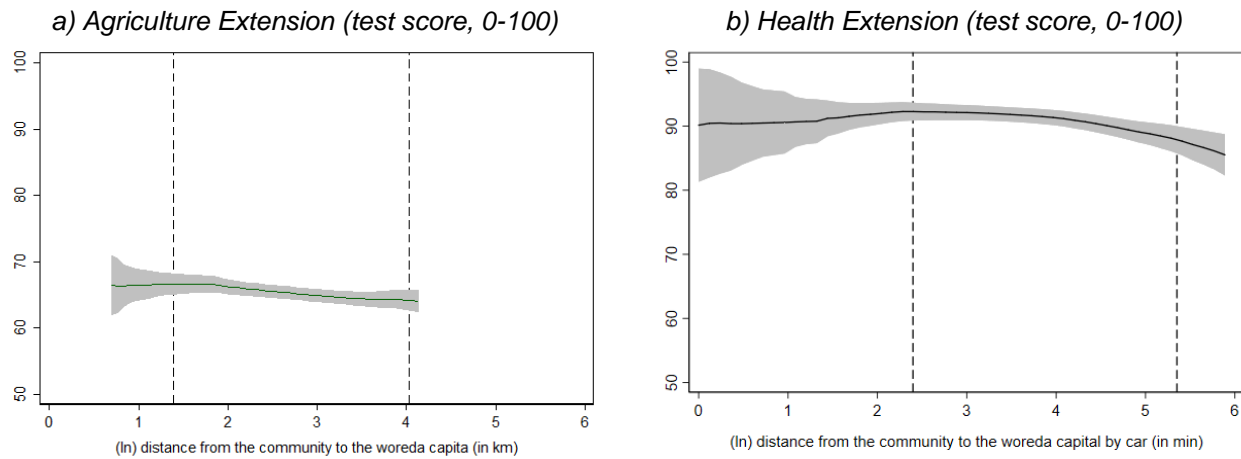 a) Agriculture Extension (test score, 0-100)
100
90
80
70
60
50
0 1 2 3 4 5 6
(ln) distance from the community to the woreda capita (in km)
b) Health Extension (test score, 0-100)
100
90
80
70
60
50
0 1 2 3 4 5 6
(ln) distance from the community to the woreda capital by car (in min)